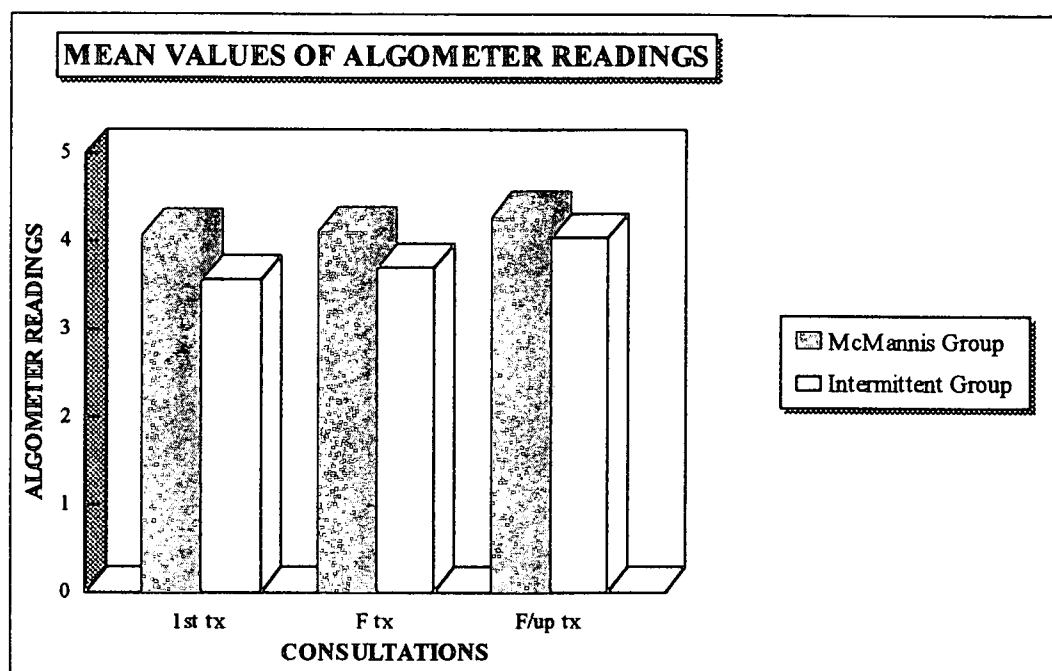 MEAN VALUES OF ALGOMETER READINGS
5
4
3
2
1
0
ALGOMETER READINGS
1st tx
F tx
F/up tx
CONSULTATIONS
McMannis Group
Intermittent Group